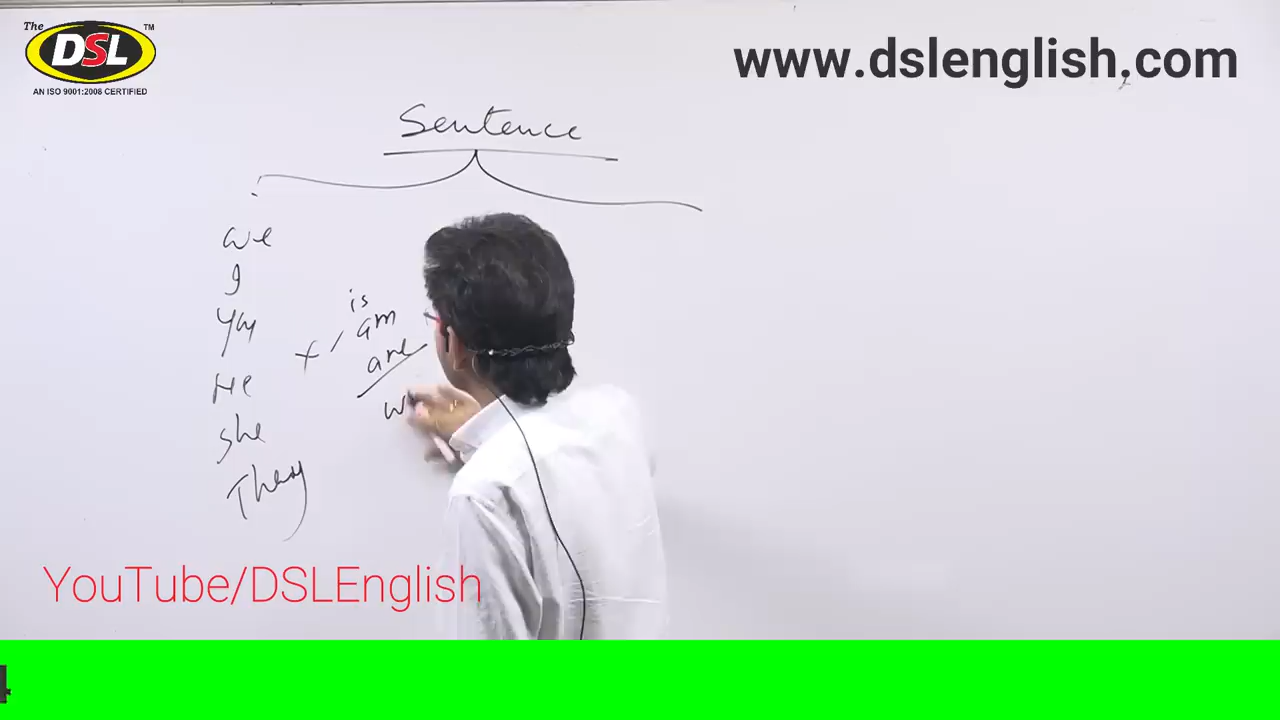 The DSL TM
AN ISO 9001:2008 CERTIFIED
www.dslenglish.com
Sentence
we
I
you
He
she
They
+
is
am
are
w
YouTube/DSLEnglish
4